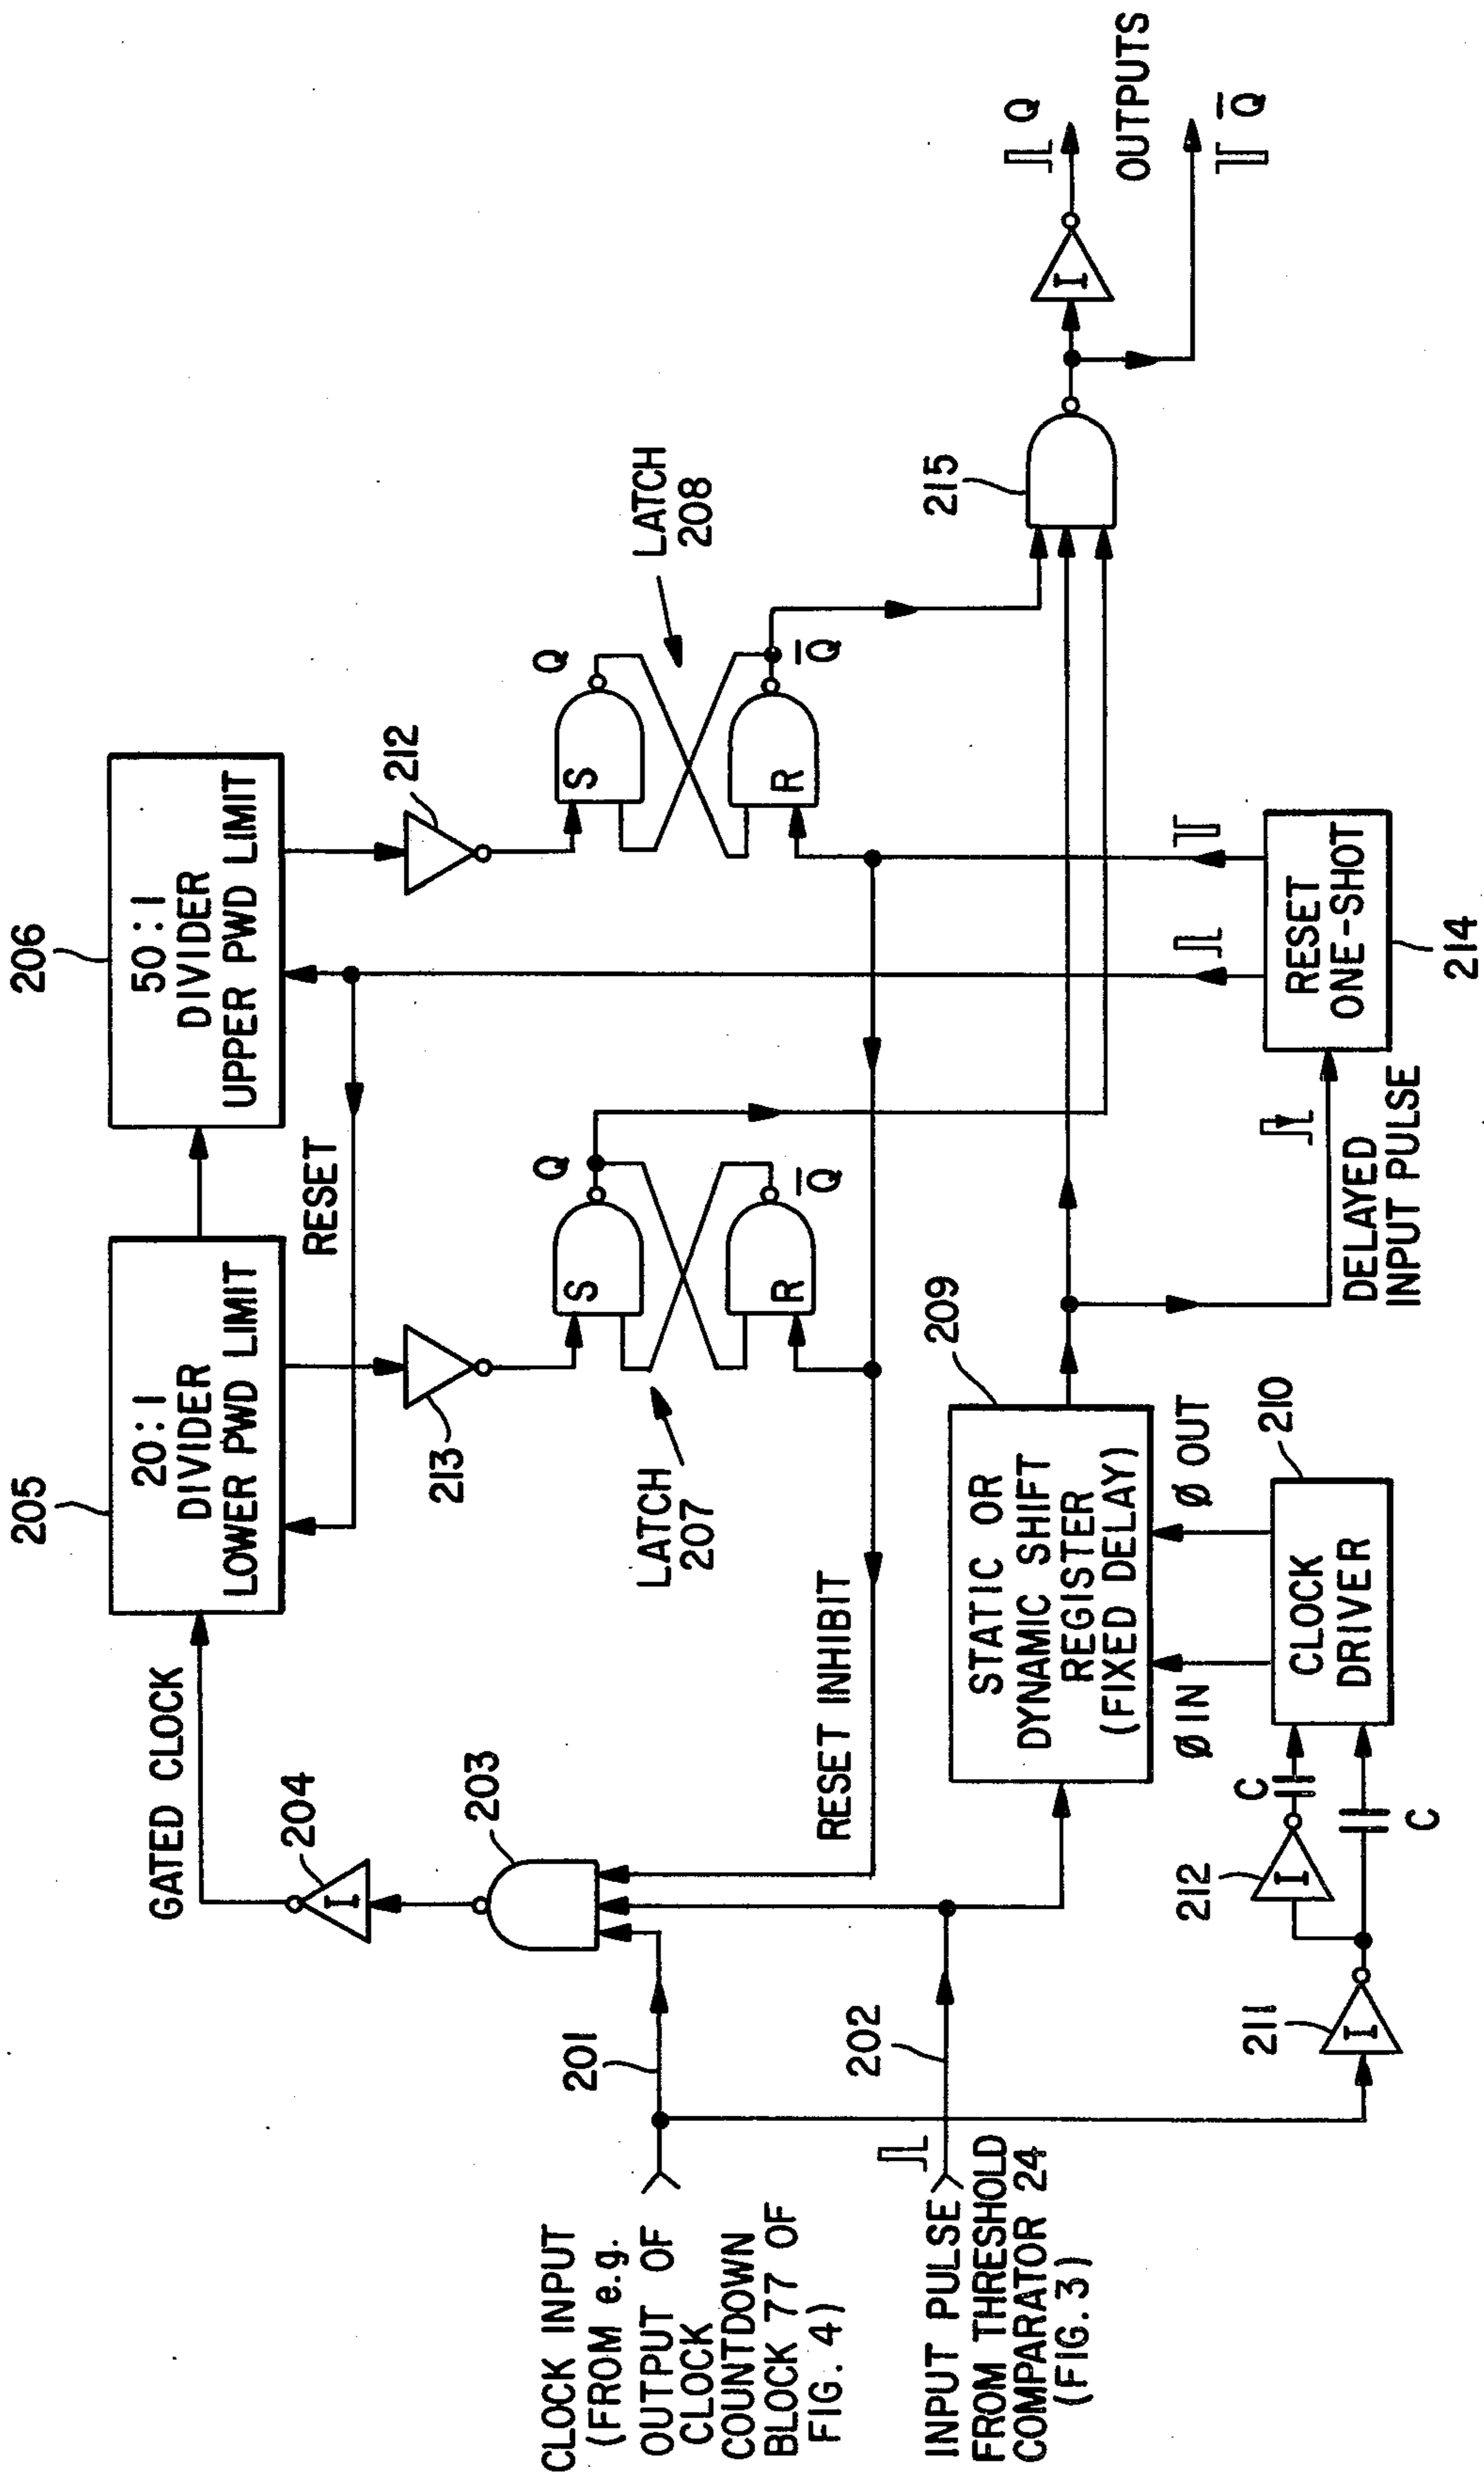 206
205
50:1
DIVIDER
UPPER PWD LIMIT
20:1
DIVIDER
LOWER PWD LIMIT
GATED CLOCK
RESET
204
I
213
212
203
S
Q
R
Q̅
LATCH
207
S
Q
R
Q̅
LATCH
208
201
CLOCK INPUT
(FROM e.g.
OUTPUT OF
CLOCK
COUNTDOWN
BLOCK 77 OF
FIG. 4)
RESET INHIBIT
202
INPUT PULSE
FROM THRESHOLD
COMPARATOR 24
(FIG. 3)
209
STATIC OR
DYNAMIC SHIFT
REGISTER
(FIXED DELAY)
215
I
Q
OUTPUTS
Q̅
Ø IN
Ø OUT
210
CLOCK
DRIVER
211
I
212
I
C
C
DELAYED
INPUT PULSE
RESET
ONE-SHOT
214